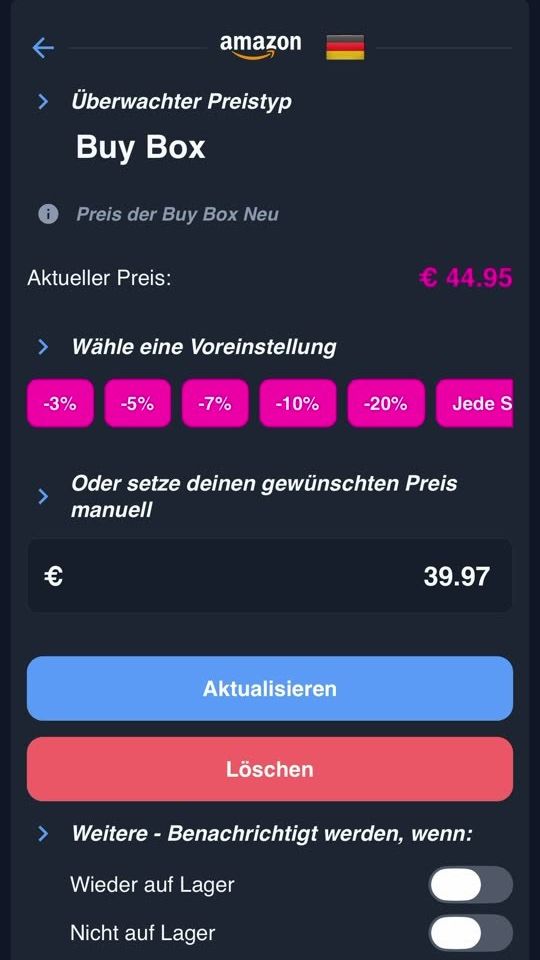 amazon
Überwachter Preistyp
Buy Box
Preis der Buy Box Neu
Aktueller Preis: € 44.95
Wähle eine Voreinstellung
-3% -5% -7% -10% -20% Jede S
Oder setze deinen gewünschten Preis
manuell
€ 39.97
Aktualisieren
Löschen
Weitere - Benachrichtigt werden, wenn:
Wieder auf Lager
Nicht auf Lager